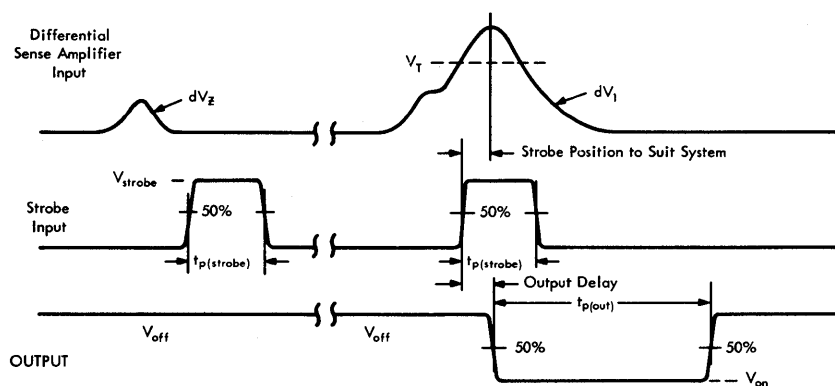 Differential
Sense Amplifier
Input
dVz
VT
dV1
Strobe Position to Suit System
Vstrobe
Strobe
Input
50%
50%
tp(strobe)
tp(strobe)
Output Delay
tp(out)
Voff
Voff
50%
50%
OUTPUT
Von